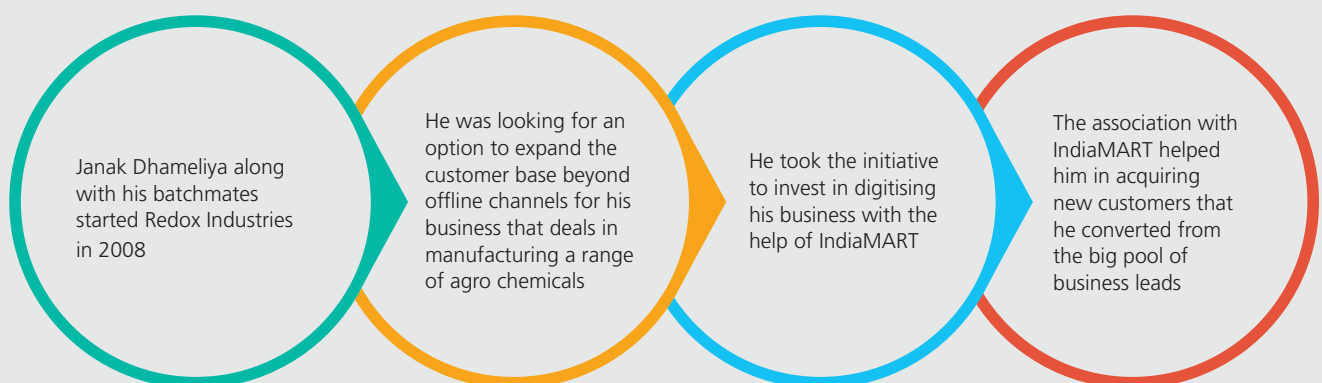 Janak Dhameliya along
with his batchmates
started Redox Industries
in 2008
He was looking for an
option to expand the
customer base beyond
offline channels for his
business that deals in
manufacturing a range
of agro chemicals
He took the initiative
to invest in digitising
his business with the
help of IndiaMART
The association with
IndiaMART helped
him in acquiring
new customers that
he converted from
the big pool of
business leads